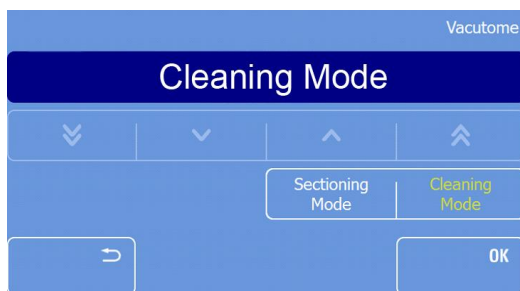 Vacutome
Cleaning Mode
Sectioning
Mode
Cleaning
Mode
OK